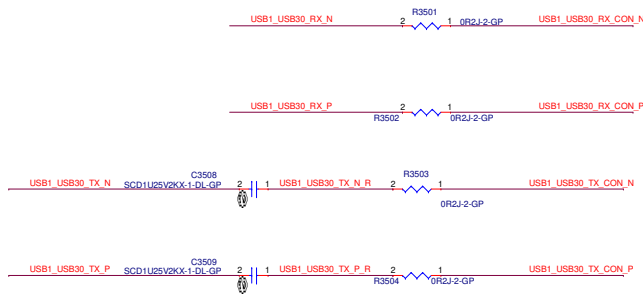 R3501
USB1_USB30_RX_N 2 1 0R2J-2-GP USB1_USB30_RX_CON_N
USB1_USB30_RX_P 2 1 USB1_USB30_RX_CON_P
R3502 0R2J-2-GP
C3508 R3503
USB1_USB30_TX_N SCD1U25V2KX-1-DL-GP 2 1 USB1_USB30_TX_N_R 2 1 USB1_USB30_TX_CON_N
0R2J-2-GP
C3509
USB1_USB30_TX_P SCD1U25V2KX-1-DL-GP 2 1 USB1_USB30_TX_P_R 2 1 USB1_USB30_TX_CON_P
R3504 0R2J-2-GP